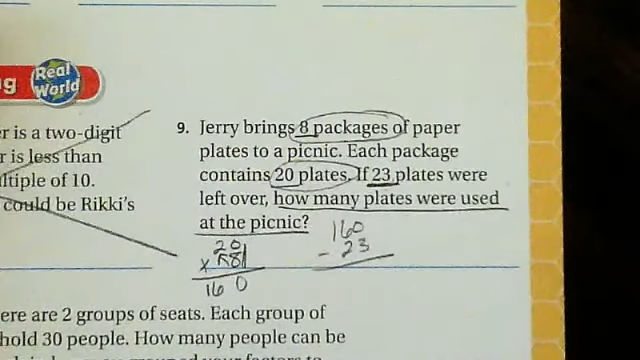 g Real World
er is a two-digit
r is less than
ltiple of 10.
could be Rikki's
9. Jerry brings 8 packages of paper
plates to a picnic. Each package
contains 20 plates. If 23 plates were
left over, how many plates were used
at the picnic?
20
× 8
160
160
- 23
ere are 2 groups of seats. Each group of
hold 30 people. How many people can be